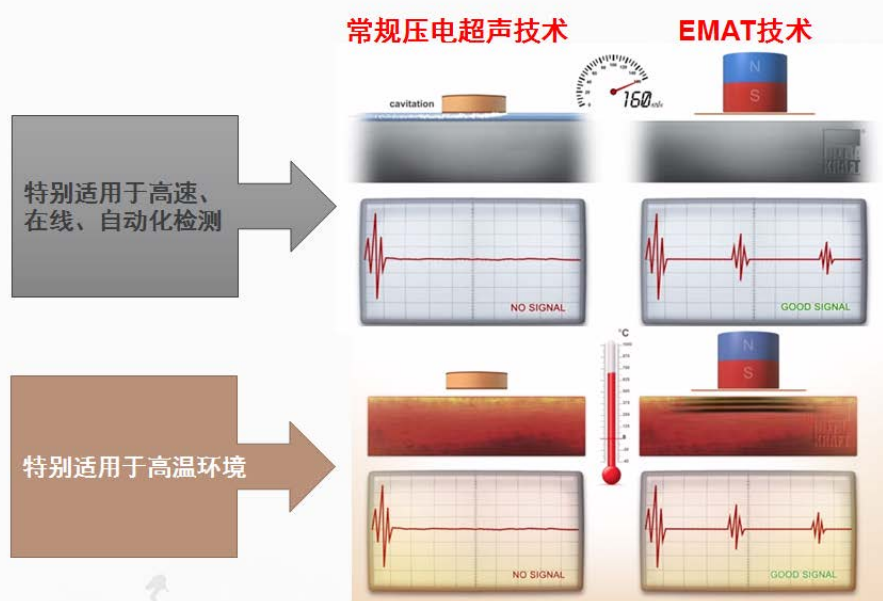 常规压电超声技术
EMAT技术
cavitation
160
N
S
特别适用于高速、
在线、自动化检测
NO SIGNAL
GOOD SIGNAL
°C
N
S
特别适用于高温环境
NO SIGNAL
GOOD SIGNAL